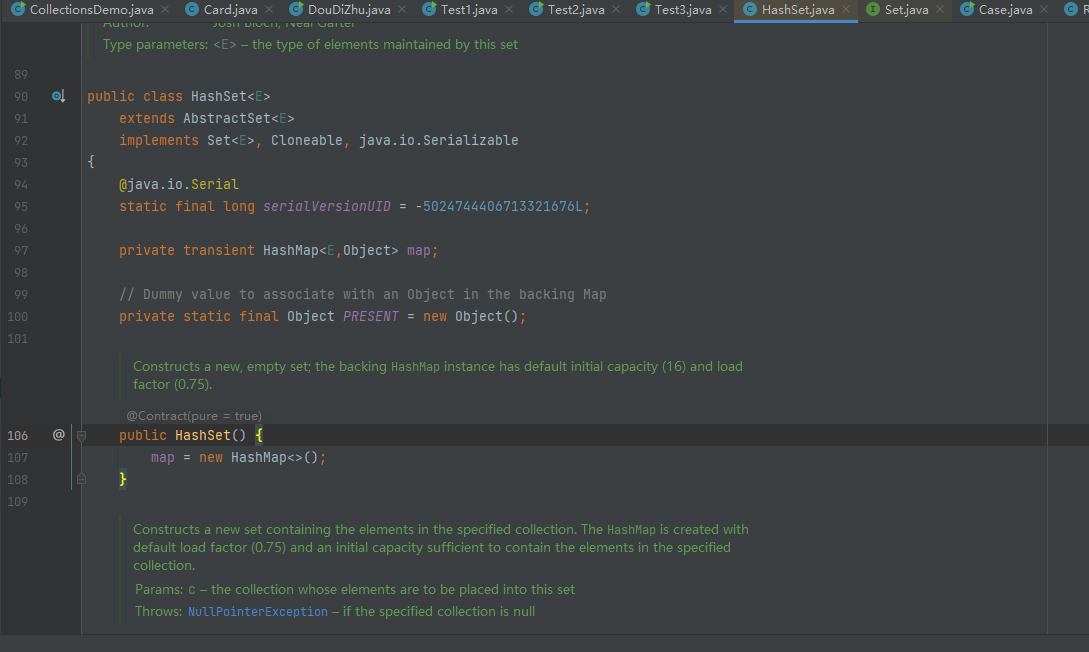 CollectionsDemo.java Card.java DouDiZhu.java Test1.java Test2.java Test3.java HashSet.java Set.java Case.java
Author: Josh Bloch, Neal Gafter
Type parameters: <E> – the type of elements maintained by this set
89
90 public class HashSet<E>
91 extends AbstractSet<E>
92 implements Set<E>, Cloneable, java.io.Serializable
93 {
94 @java.io.Serial
95 static final long serialVersionUID = -5024744406713321676L;
96
97 private transient HashMap<E,Object> map;
98
99 // Dummy value to associate with an Object in the backing Map
100 private static final Object PRESENT = new Object();
101
Constructs a new, empty set; the backing HashMap instance has default initial capacity (16) and load
factor (0.75).
@Contract(pure = true)
106 @ public HashSet() {
107 map = new HashMap<>();
108 }
109
Constructs a new set containing the elements in the specified collection. The HashMap is created with
default load factor (0.75) and an initial capacity sufficient to contain the elements in the specified
collection.
Params: c – the collection whose elements are to be placed into this set
Throws: NullPointerException – if the specified collection is null